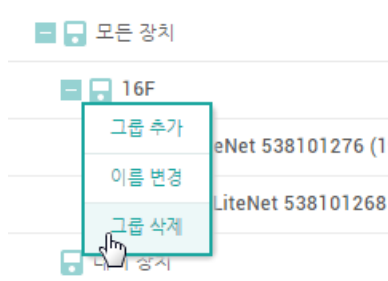 모든 장치
16F
그룹 추가
eNet 538101276 (1
이름 변경
LiteNet 538101268
그룹 삭제
장치